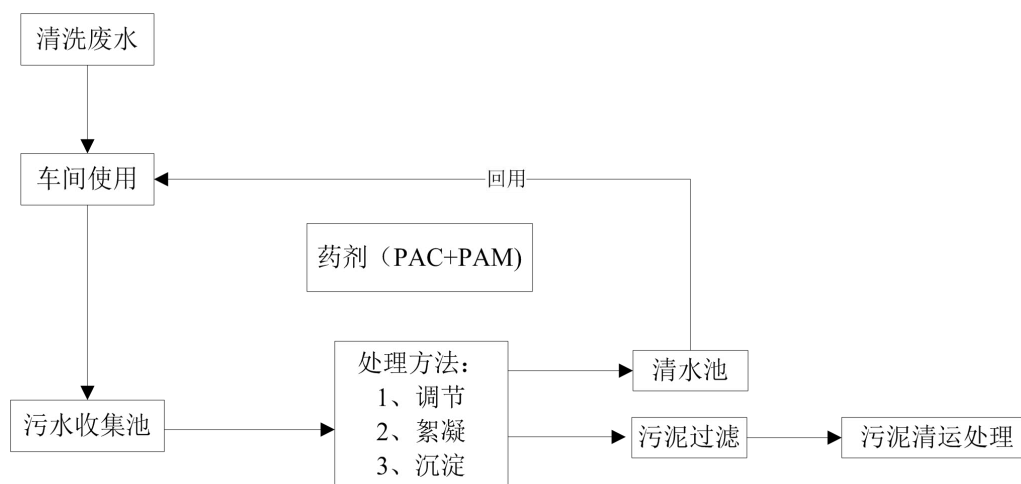 清洗废水
车间使用
回用
药剂（PAC+PAM)
处理方法：
1、调节
2、絮凝
3、沉淀
清水池
污水收集池
污泥过滤
污泥清运处理